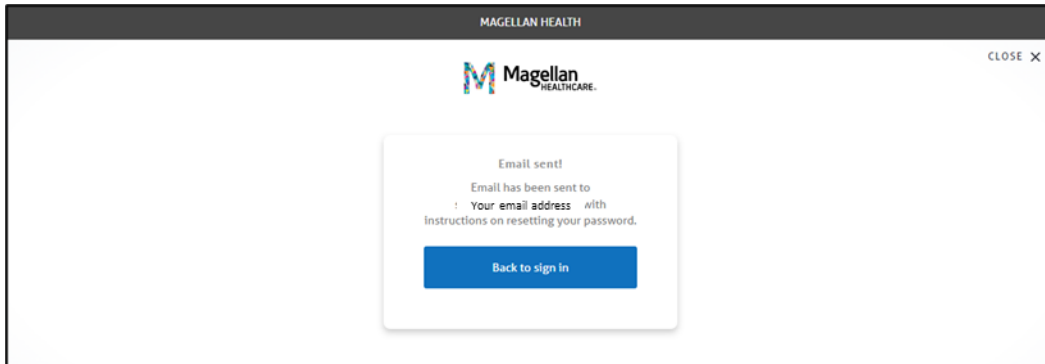 MAGELLAN HEALTH
CLOSE X
Magellan
HEALTHCARE.
Email sent!
Email has been sent to
Your email address with
instructions on resetting your password.
Back to sign in